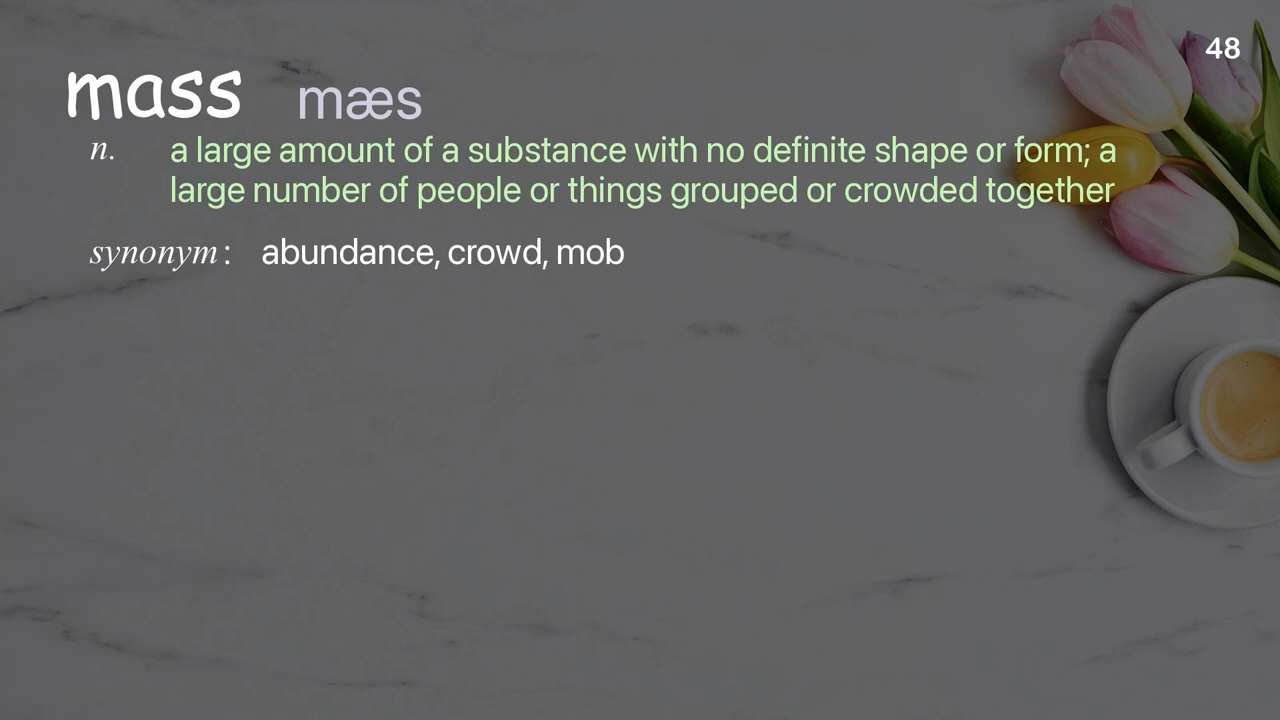 48
mass mæs
n. a large amount of a substance with no definite shape or form; a
large number of people or things grouped or crowded together
synonym: abundance, crowd, mob